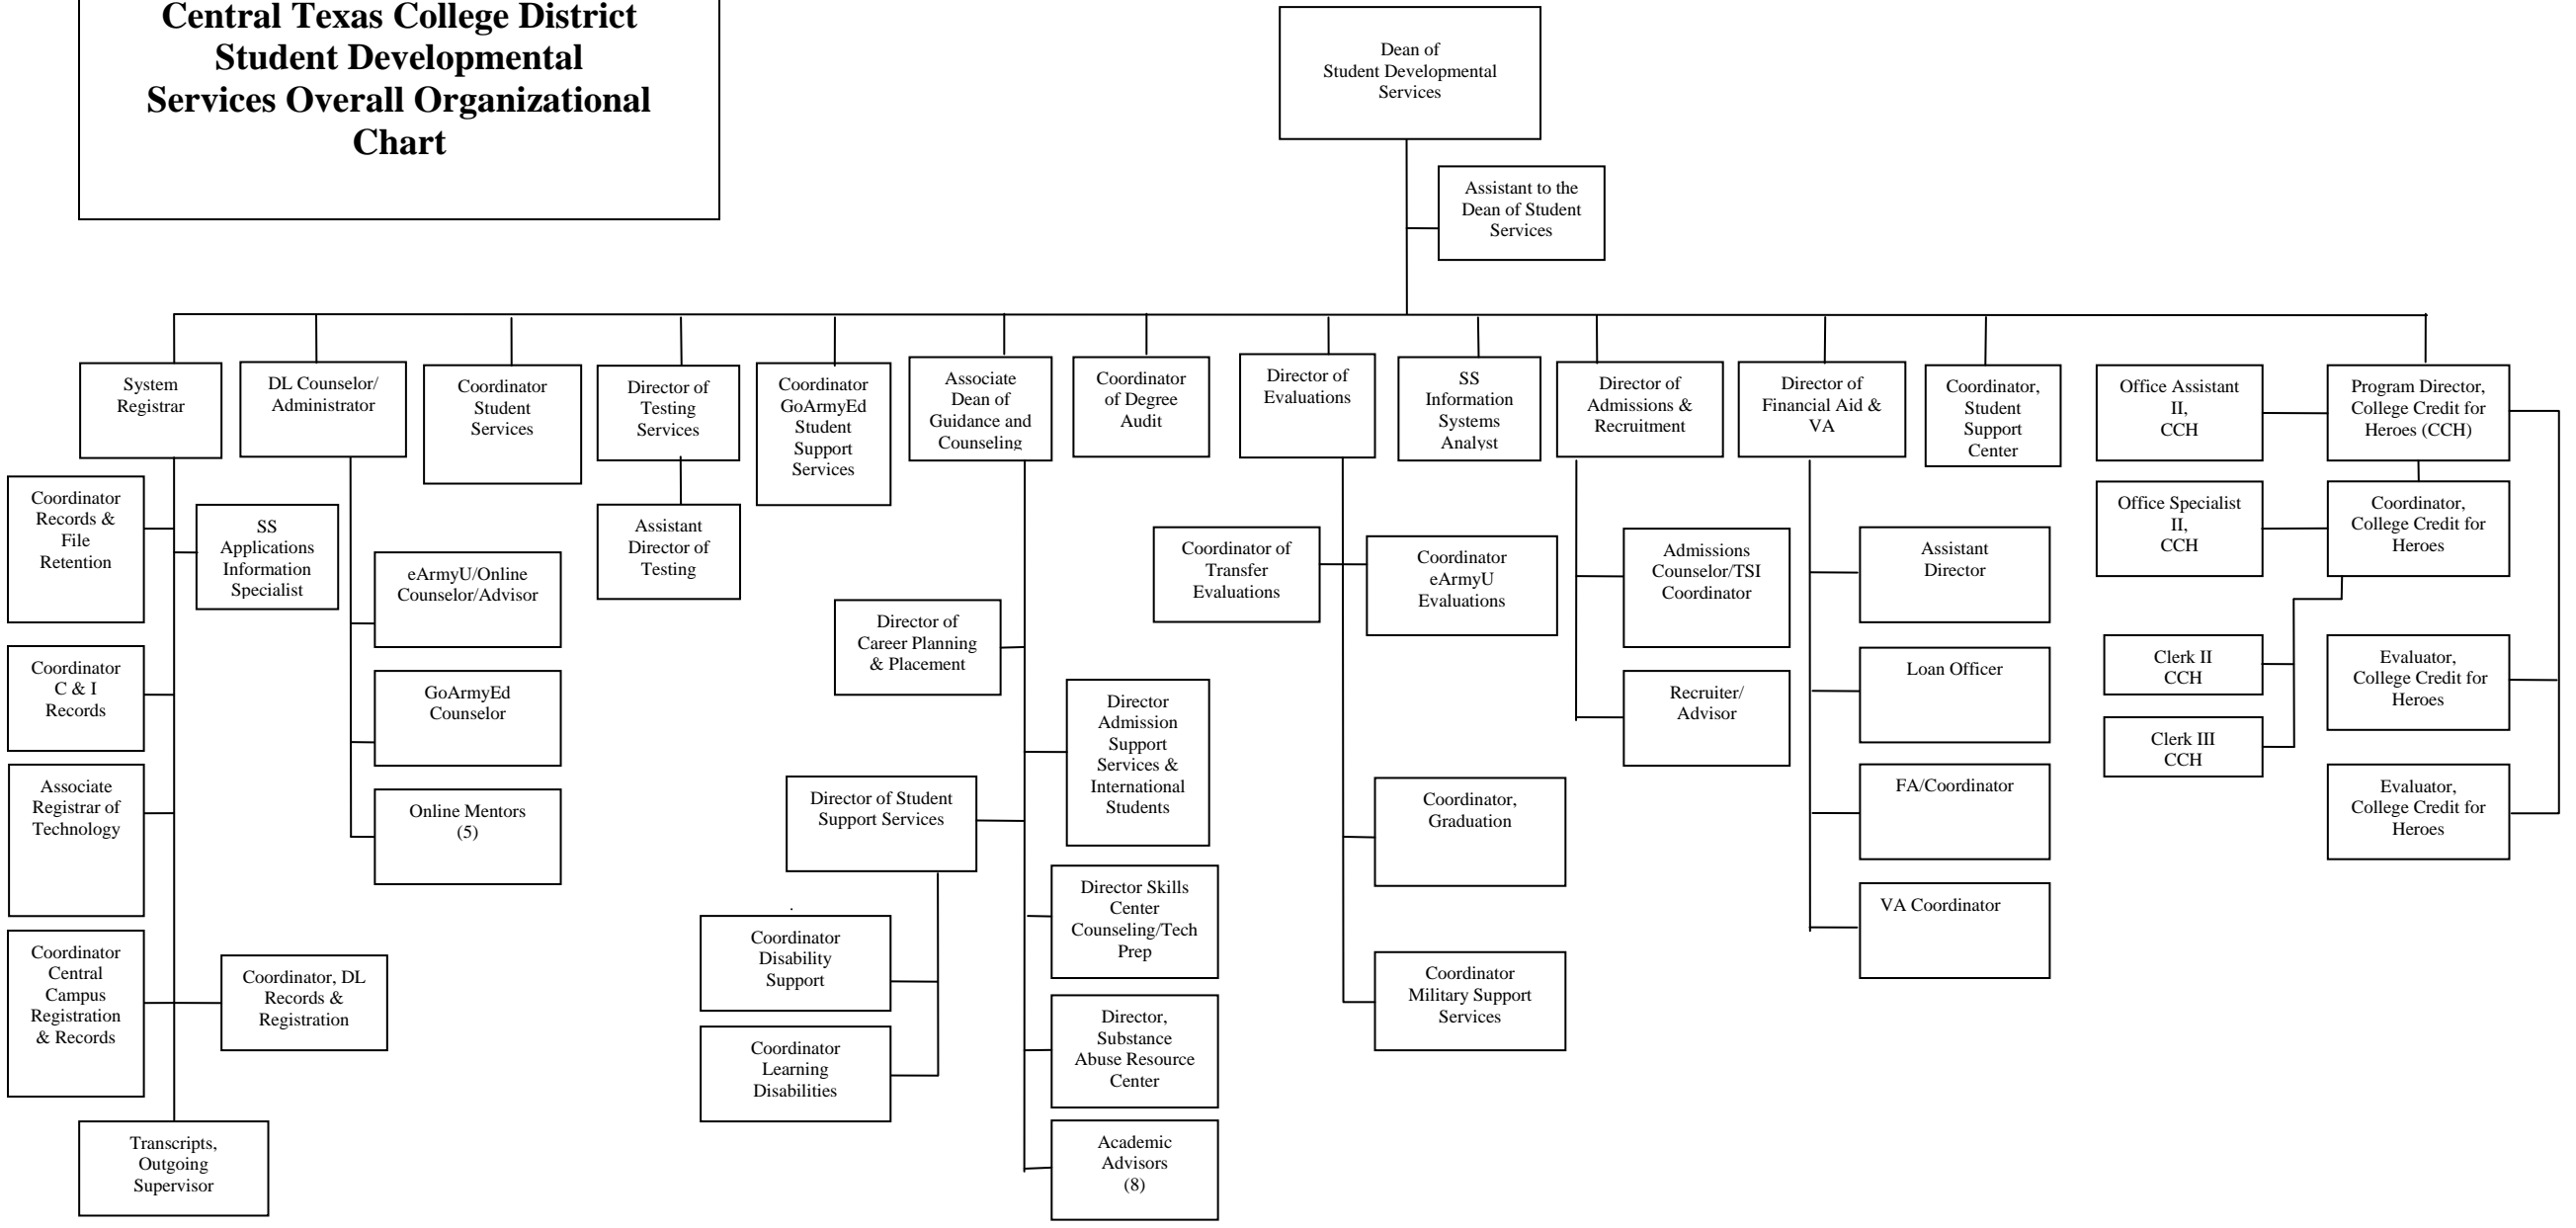 Central Texas College District
Student Developmental
Services Overall Organizational
Chart
Dean of
Student Developmental
Services
Assistant to the
Dean of Student
Services
System
Registrar
DL Counselor/
Administrator
Coordinator
Student
Services
Director of
Testing
Services
Coordinator
GoArmyEd
Student
Support
Services
Associate
Dean of
Guidance and
Counseling
Coordinator
of Degree
Audit
Director of
Evaluations
SS
Information
Systems
Analyst
Director of
Admissions &
Recruitment
Director of
Financial Aid &
VA
Coordinator,
Student
Support
Center
Office Assistant
II,
CCH
Program Director,
College Credit for
Heroes (CCH)
Coordinator
Records &
File
Retention
SS
Applications
Information
Specialist
Coordinator
C & I
Records
Associate
Registrar of
Technology
Coordinator
Central
Campus
Registration
& Records
Coordinator, DL
Records &
Registration
Transcripts,
Outgoing
Supervisor
eArmyU/Online
Counselor/Advisor
GoArmyEd
Counselor
Online Mentors
(5)
Assistant
Director of
Testing
Director of
Career Planning
& Placement
Director
Admission
Support
Services &
International
Students
Director of Student
Support Services
.
Coordinator
Disability
Support
Coordinator
Learning
Disabilities
Director Skills
Center
Counseling/Tech
Prep
Director,
Substance
Abuse Resource
Center
Academic
Advisors
(8)
Coordinator of
Transfer
Evaluations
Coordinator
eArmyU
Evaluations
Coordinator,
Graduation
Coordinator
Military Support
Services
Admissions
Counselor/TSI
Coordinator
Recruiter/
Advisor
Assistant
Director
Loan Officer
FA/Coordinator
VA Coordinator
Office Specialist
II,
CCH
Coordinator,
College Credit for
Heroes
Clerk II
CCH
Clerk III
CCH
Evaluator,
College Credit for
Heroes
Evaluator,
College Credit for
Heroes